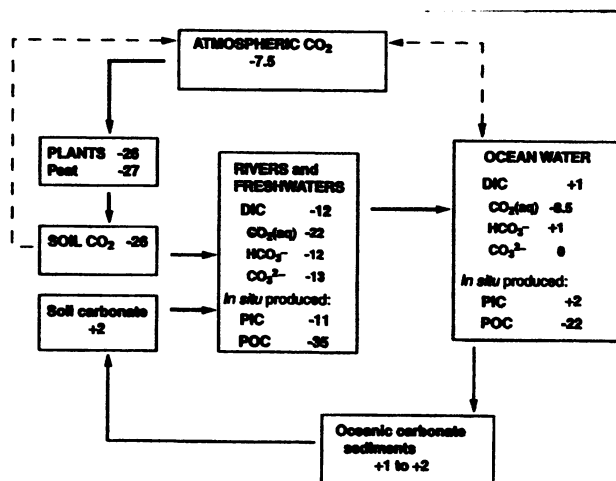 ATMOSPHERIC CO₂
-7.5
PLANTS -26
Peat -27
SOIL CO₂ -26
Soil carbonate
+2
RIVERS and
FRESHWATERS
DIC -12
CO₂(aq) -22
HCO₃⁻ -12
CO₃²⁻ -13
In situ produced:
PIC -11
POC -35
OCEAN WATER
DIC +1
CO₂(aq) -8.5
HCO₃⁻ +1
CO₃²⁻ 0
In situ produced:
PIC +2
POC -22
Oceanic carbonate
sediments
+1 to +2